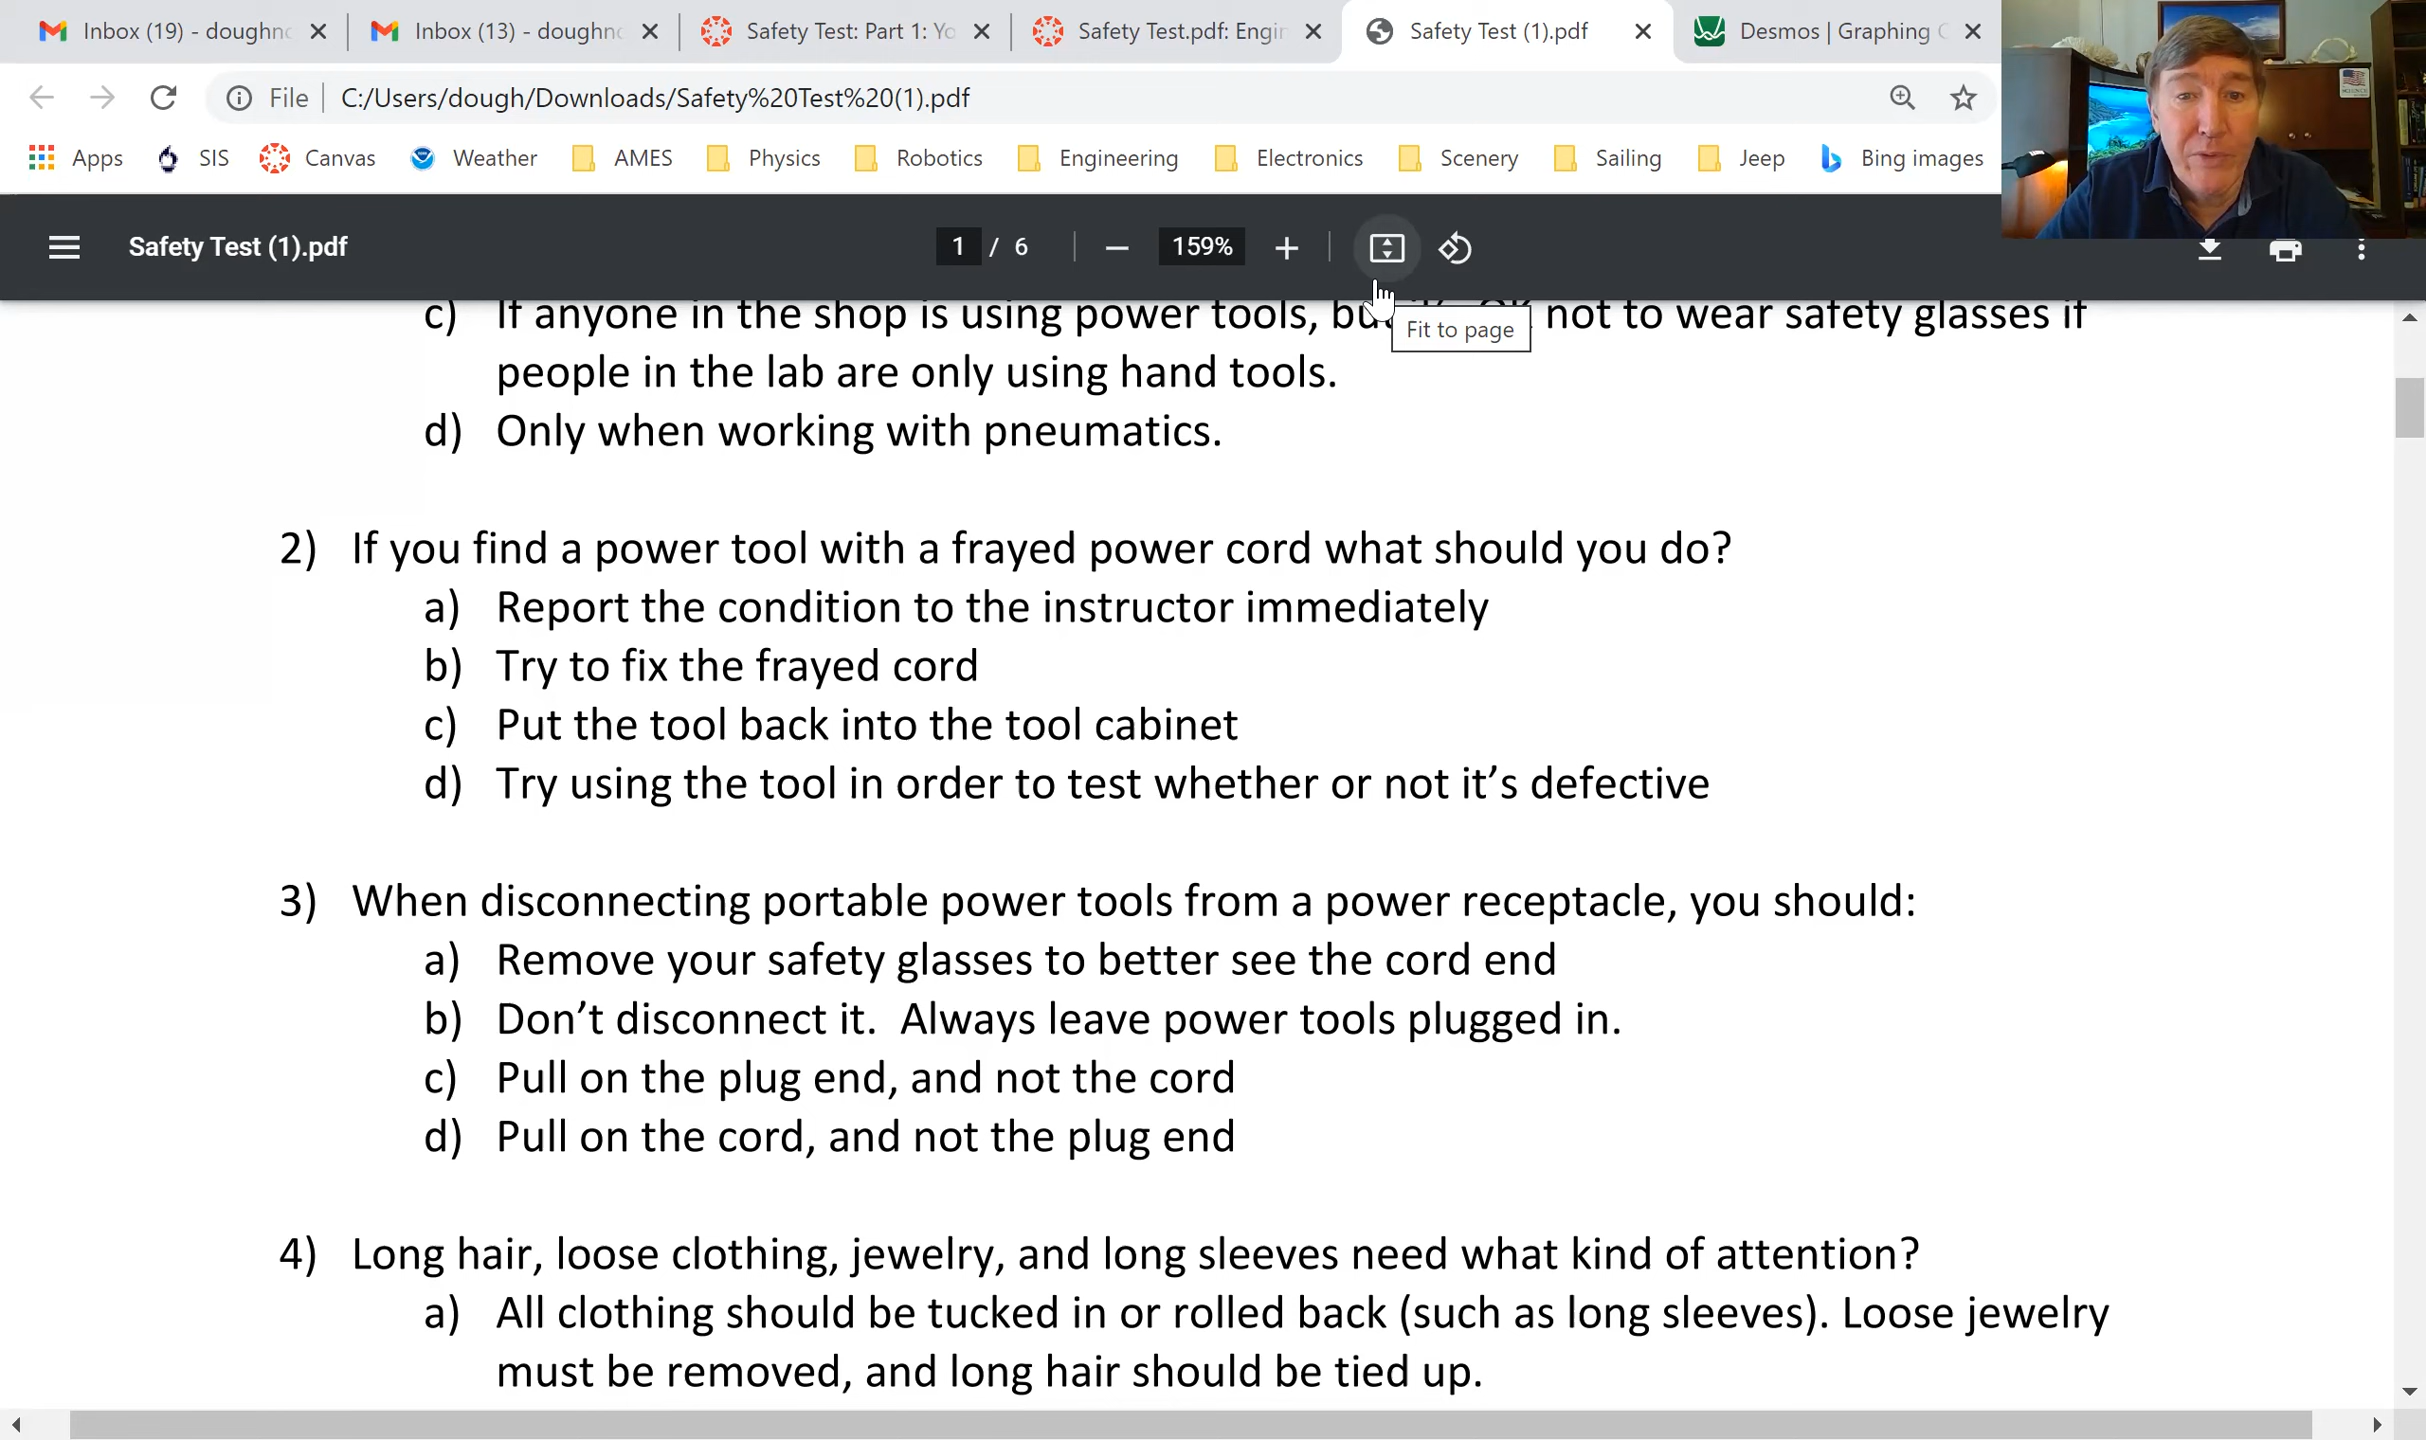 Inbox (19) - doughno
Inbox (13) - doughno
Safety Test: Part 1: Yo
Safety Test.pdf: Engin
Safety Test (1).pdf
Desmos | Graphing C
File
C:/Users/dough/Downloads/Safety%20Test%20(1).pdf
Apps
SIS
Canvas
Weather
AMES
Physics
Robotics
Engineering
Electronics
Scenery
Sailing
Jeep
Bing images
Safety Test (1).pdf
1 / 6
159%
Fit to page
c) If anyone in the shop is using power tools, but not to wear safety glasses if
people in the lab are only using hand tools.
d) Only when working with pneumatics.
2) If you find a power tool with a frayed power cord what should you do?
a) Report the condition to the instructor immediately
b) Try to fix the frayed cord
c) Put the tool back into the tool cabinet
d) Try using the tool in order to test whether or not it’s defective
3) When disconnecting portable power tools from a power receptacle, you should:
a) Remove your safety glasses to better see the cord end
b) Don’t disconnect it.  Always leave power tools plugged in.
c) Pull on the plug end, and not the cord
d) Pull on the cord, and not the plug end
4) Long hair, loose clothing, jewelry, and long sleeves need what kind of attention?
a) All clothing should be tucked in or rolled back (such as long sleeves). Loose jewelry
must be removed, and long hair should be tied up.